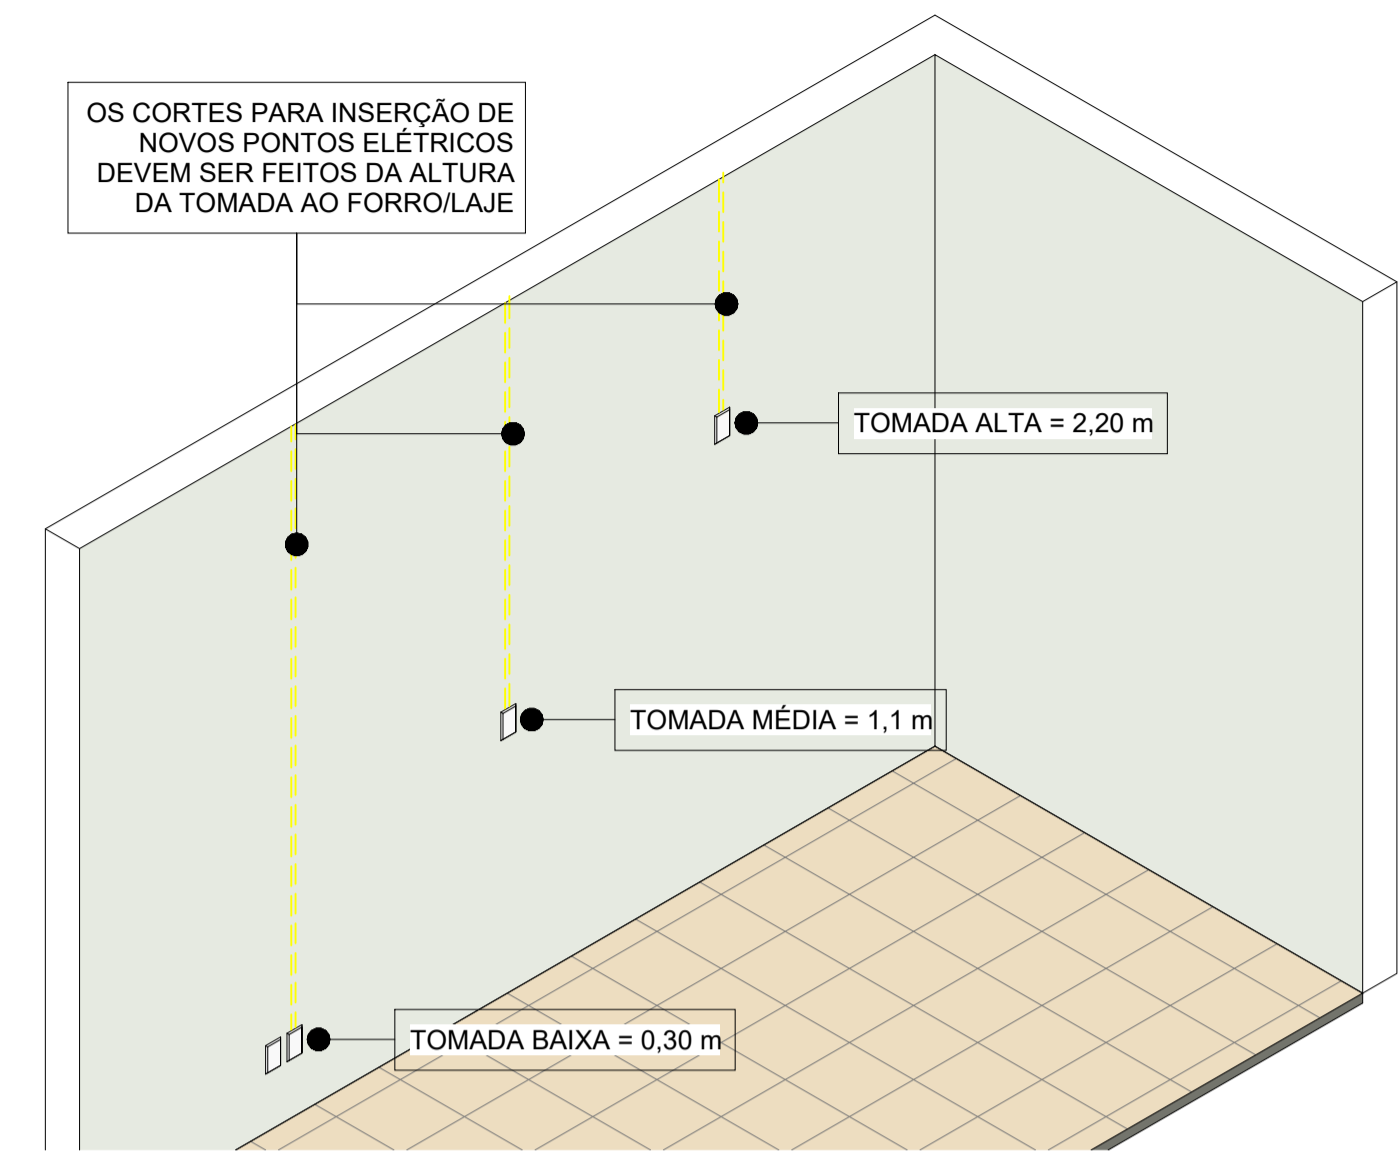 OS CORTES PARA INSERÇÃO DE
NOVOS PONTOS ELÉTRICOS
DEVEM SER FEITOS DA ALTURA
DA TOMADA AO FORRO/LAJE
TOMADA ALTA = 2,20 m
TOMADA MÉDIA = 1,1 m
TOMADA BAIXA = 0,30 m